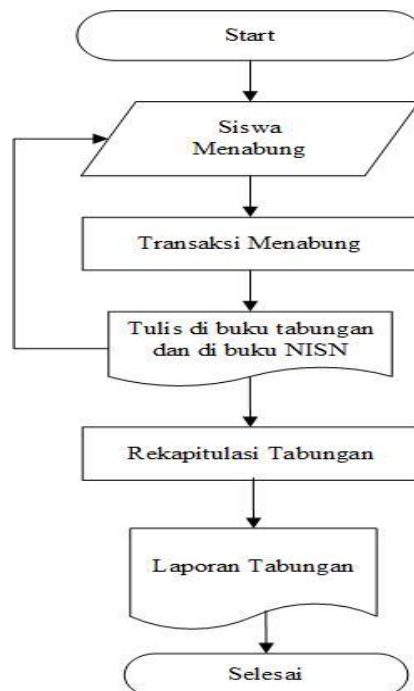 Start
Siswa
Menabung
Transaksi Menabung
Tulis di buku tabungan
dan di buku NISN
Rekapitulasi Tabungan
Laporan Tabungan
Selesai